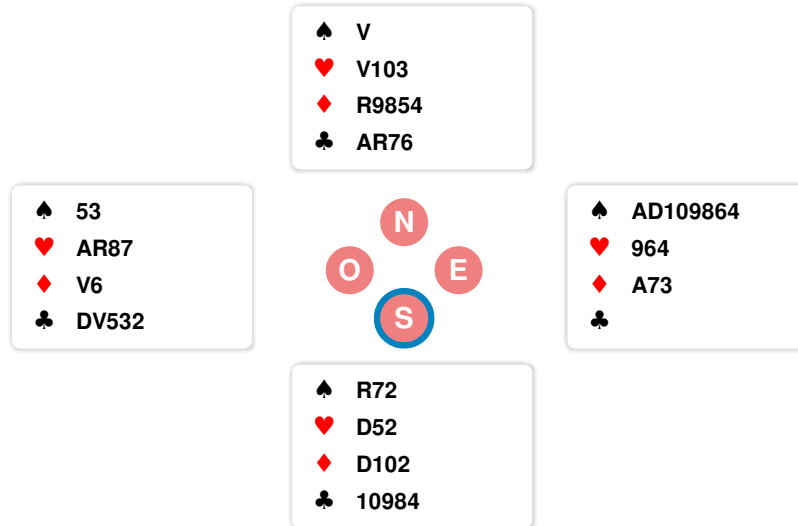 ♠ V
♥ V103
♦ R9854
♣ AR76
♠ 53
♥ AR87
♦ V6
♣ DV532
N
O E
S
♠ AD109864
♥ 964
♦ A73
♣
♠ R72
♥ D52
♦ D102
♣ 10984